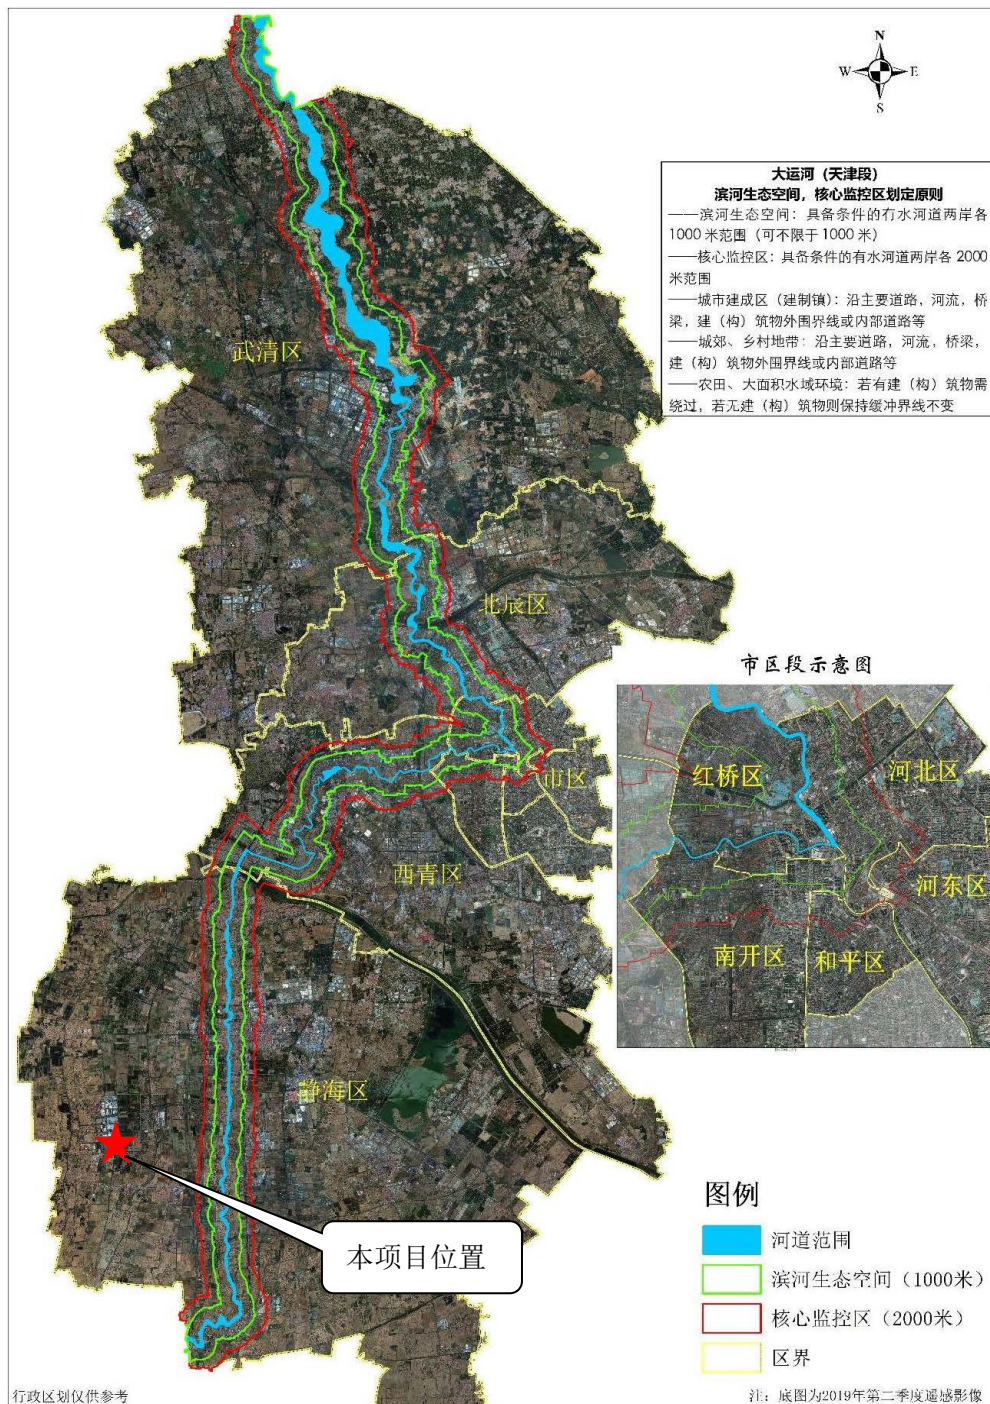 N
W
E
S
大运河（天津段）
滨河生态空间，核心监控区划定原则
——滨河生态空间：具备条件的有水河道两岸各
1000 米范围（可不限于 1000 米）
——核心监控区：具备条件的有水河道两岸各 2000
米范围
——城市建成区（建制镇）：沿主要道路，河流，桥
梁，建（构）筑物外围界线或内部道路等
——城郊、乡村地带：沿主要道路，河流，桥梁，
建（构）筑物外围界线或内部道路等
——农田、大面积水域环境：若有建（构）筑物需
绕过，若无建（构）筑物则保持缓冲界线不变
武清区
北辰区
市区
西青区
静海区
市区段示意图
红桥区
河北区
河东区
南开区
和平区
本项目位置
图例
河道范围
滨河生态空间（1000米）
核心监控区（2000米）
区界
行政区划仅供参考
注：底图为2019年第二季度遥感影像